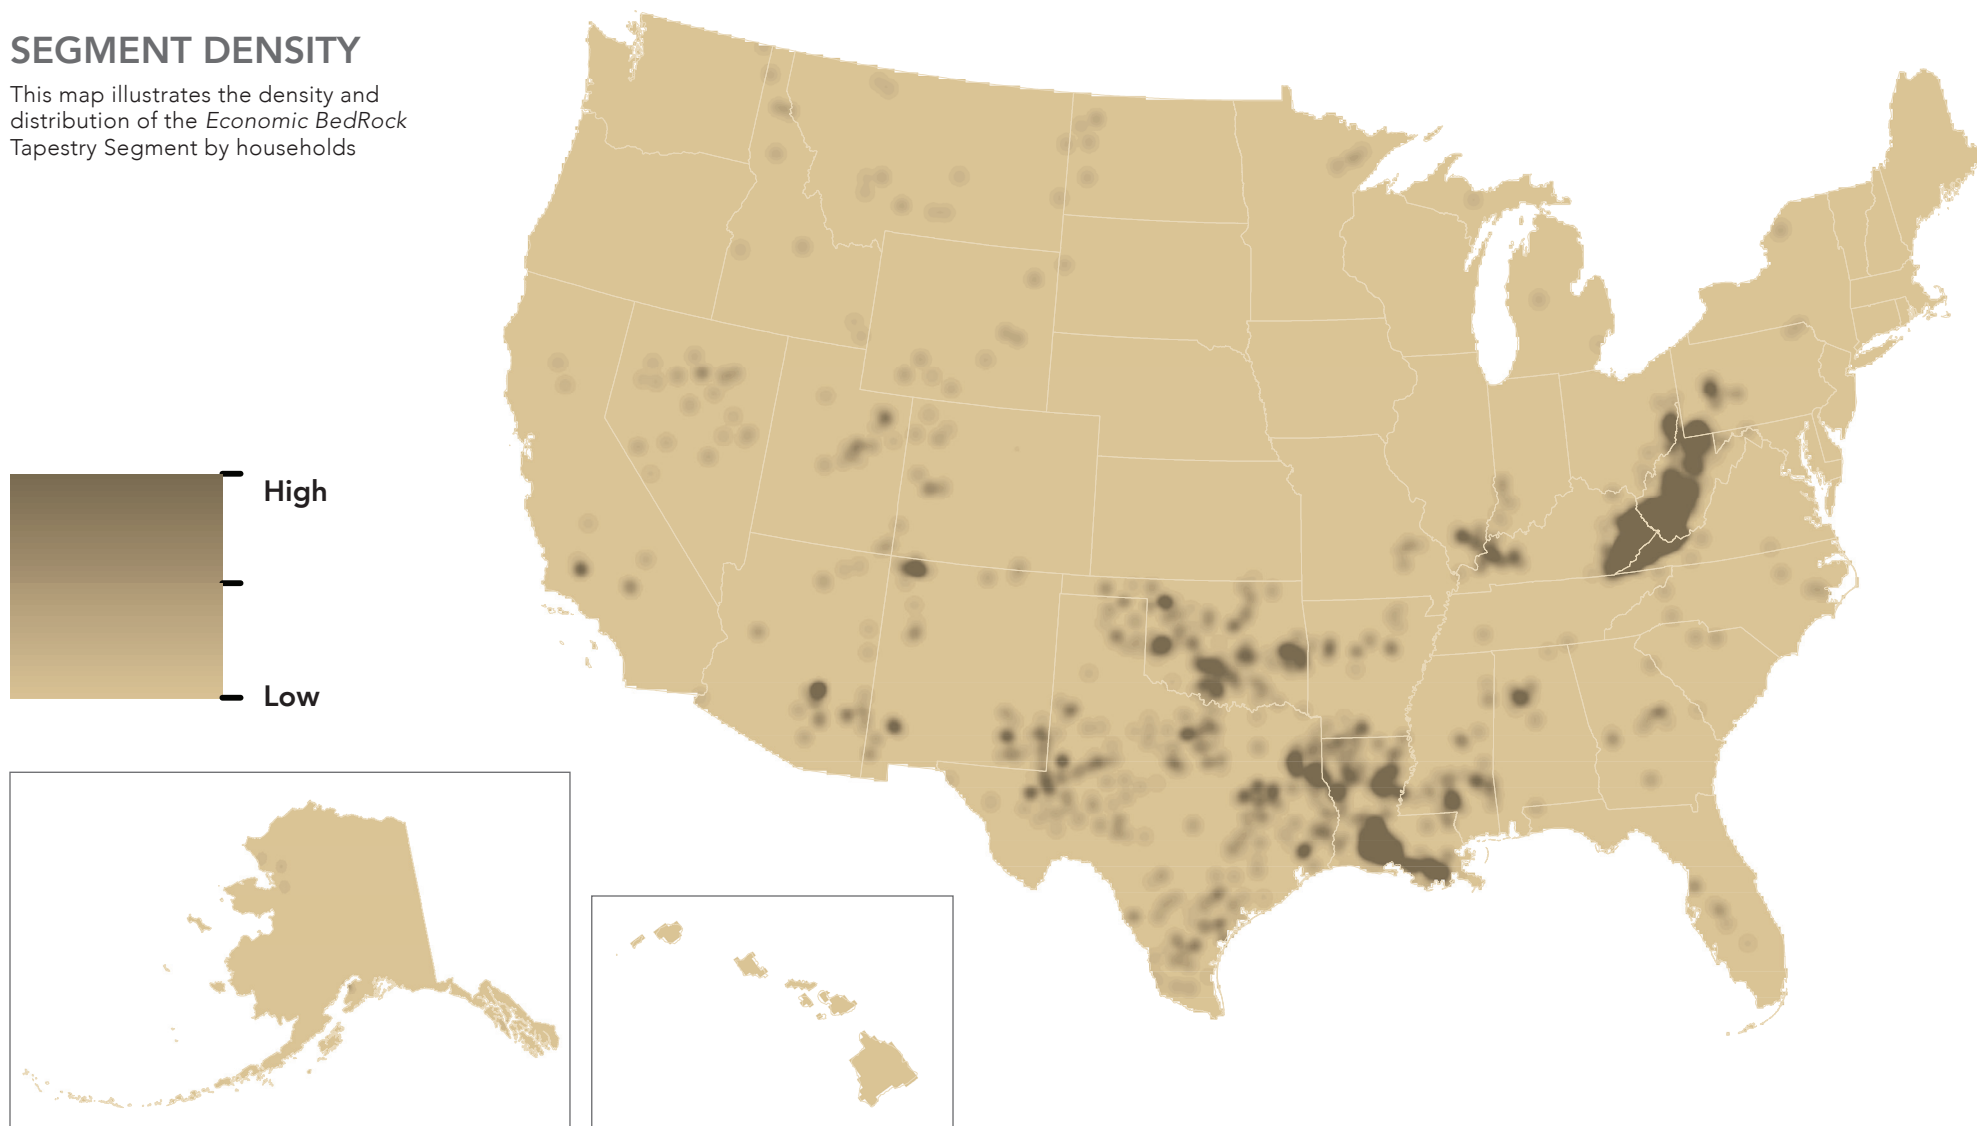 SEGMENT DENSITY
This map illustrates the density and
distribution of the Economic BedRock
Tapestry Segment by households
High
Low